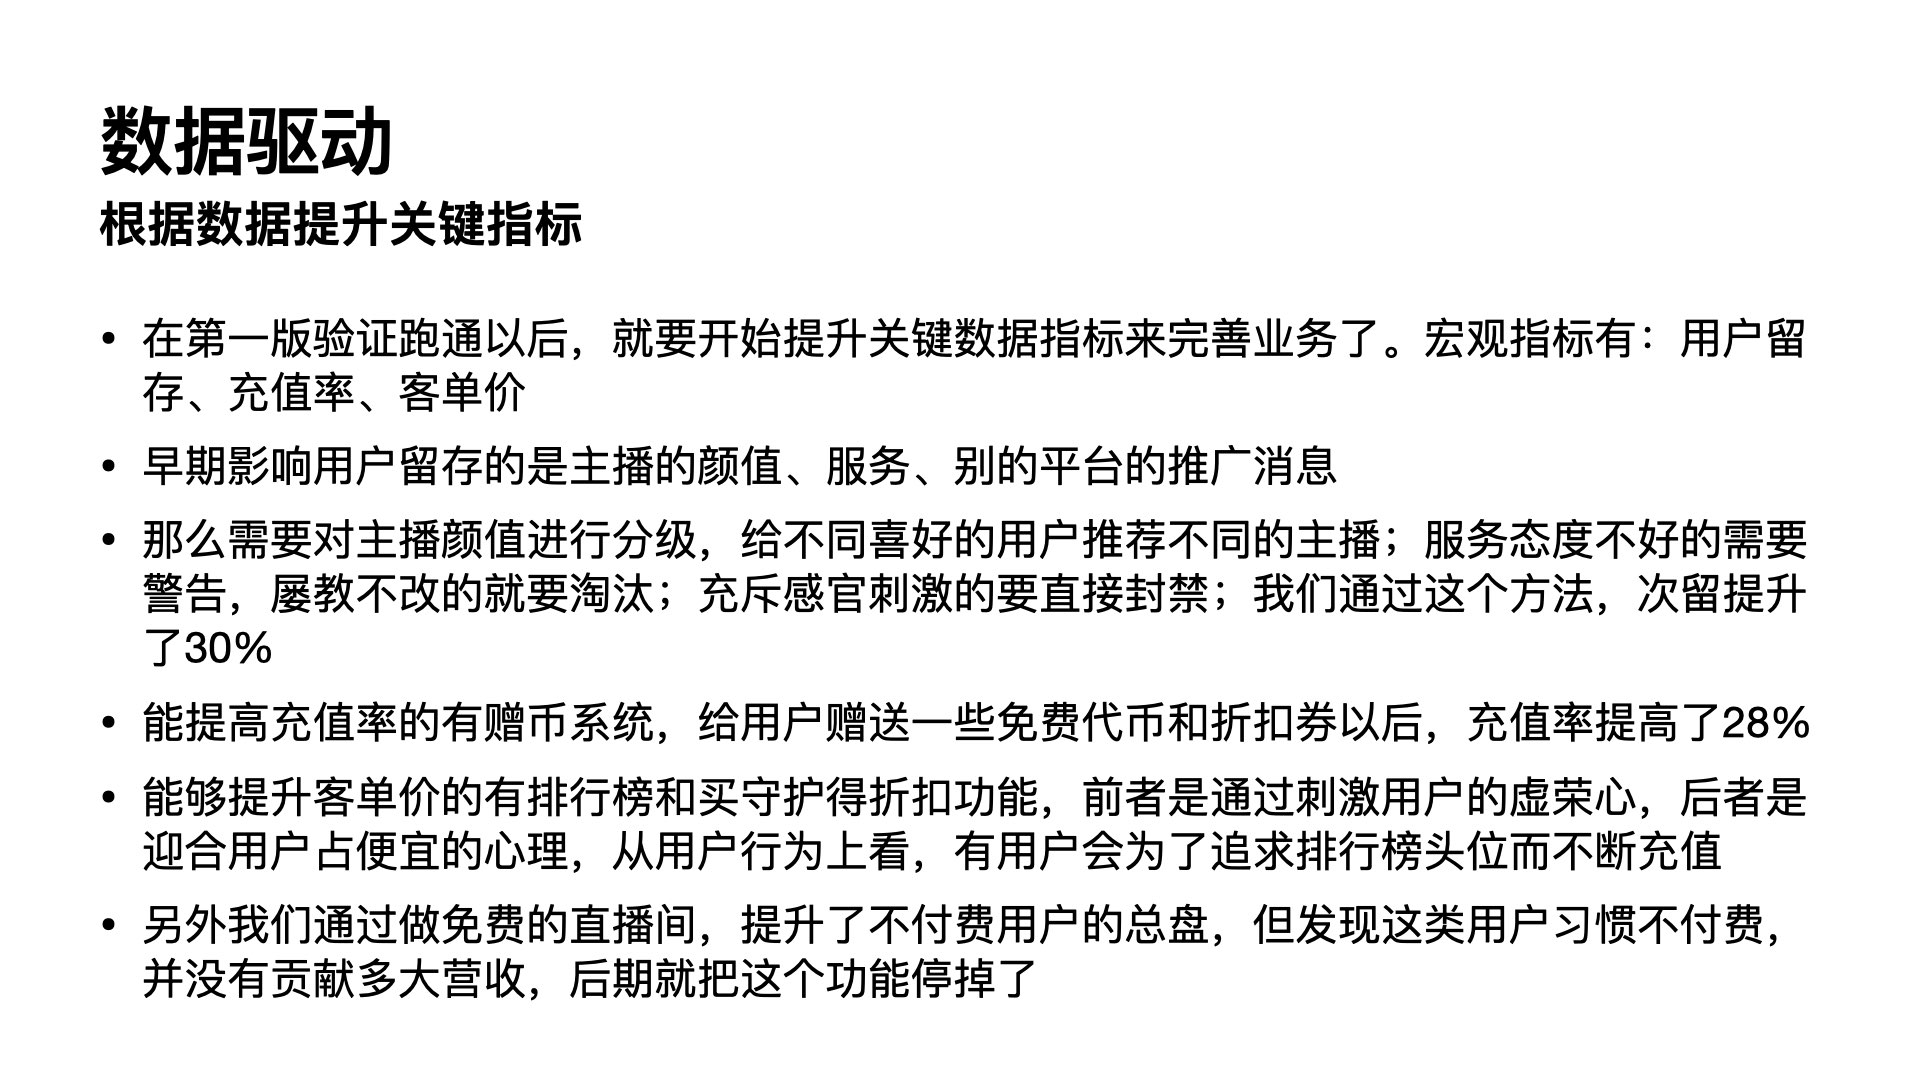 数据驱动
根据数据提升关键指标
• 在第一版验证跑通以后，就要开始提升关键数据指标来完善业务了。宏观指标有：用户留
存、充值率、客单价
• 早期影响用户留存的是主播的颜值、服务、别的平台的推广消息
• 那么需要对主播颜值进行分级，给不同喜好的用户推荐不同的主播；服务态度不好的需要
警告，屡教不改的就要淘汰；充斥感官刺激的要直接封禁；我们通过这个方法，次留提升
了30%
• 能提高充值率的有赠币系统，给用户赠送一些免费代币和折扣券以后，充值率提高了28%
• 能够提升客单价的有排行榜和买守护得折扣功能，前者是通过刺激用户的虚荣心，后者是
迎合用户占便宜的心理，从用户行为上看，有用户会为了追求排行榜头位而不断充值
• 另外我们通过做免费的直播间，提升了不付费用户的总盘，但发现这类用户习惯不付费，
并没有贡献多大营收，后期就把这个功能停掉了